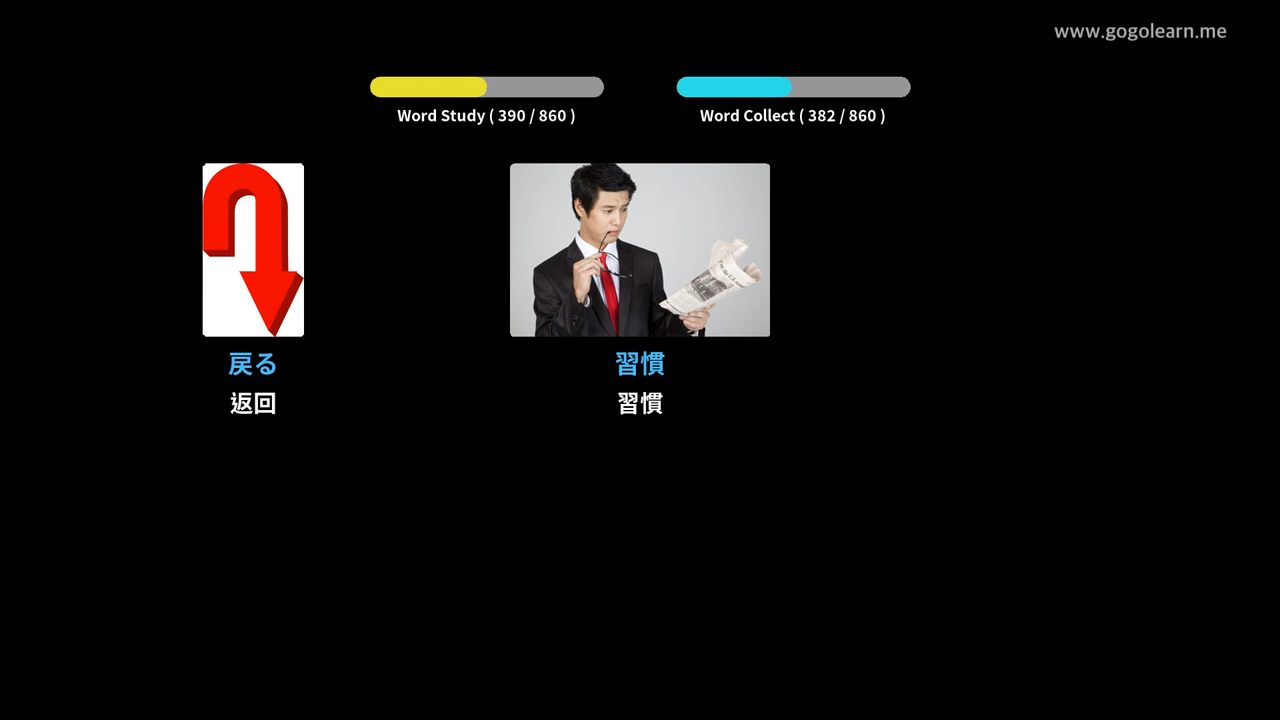 www.gogolearn.me
Word Study ( 390 / 860 )
Word Collect ( 382 / 860 )
戻る
返回
習慣
習慣